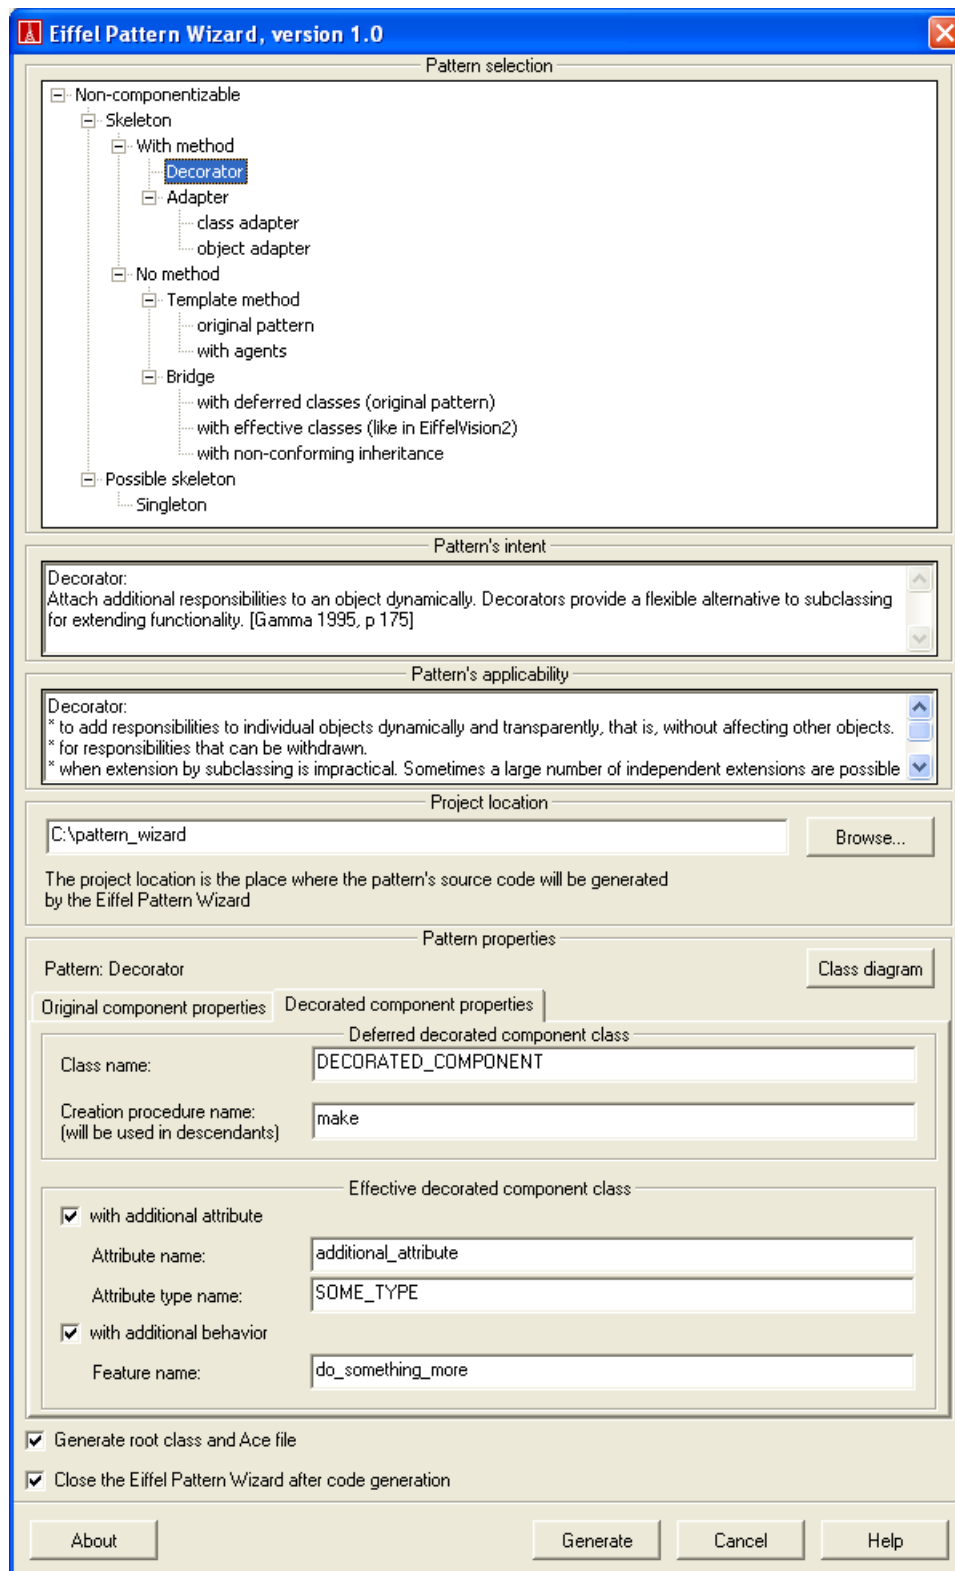 Eiffel Pattern Wizard, version 1.0
Pattern selection
Non-componentizable
Skeleton
With method
Decorator
Adapter
class adapter
object adapter
No method
Template method
original pattern
with agents
Bridge
with deferred classes (original pattern)
with effective classes (like in EiffelVision2)
with non-conforming inheritance
Possible skeleton
Singleton
Pattern's intent
Decorator:
Attach additional responsibilities to an object dynamically. Decorators provide a flexible alternative to subclassing
for extending functionality. [Gamma 1995, p 175]
Pattern's applicability
Decorator:
* to add responsibilities to individual objects dynamically and transparently, that is, without affecting other objects.
* for responsibilities that can be withdrawn.
* when extension by subclassing is impractical. Sometimes a large number of independent extensions are possible
Project location
C:\pattern_wizard
Browse...
The project location is the place where the pattern's source code will be generated
by the Eiffel Pattern Wizard
Pattern properties
Pattern: Decorator
Class diagram
Original component properties
Decorated component properties
Deferred decorated component class
Class name:
DECORATED_COMPONENT
Creation procedure name:
(will be used in descendants)
make
Effective decorated component class
with additional attribute
Attribute name:
additional_attribute
Attribute type name:
SOME_TYPE
with additional behavior
Feature name:
do_something_more
Generate root class and Ace file
Close the Eiffel Pattern Wizard after code generation
About
Generate
Cancel
Help